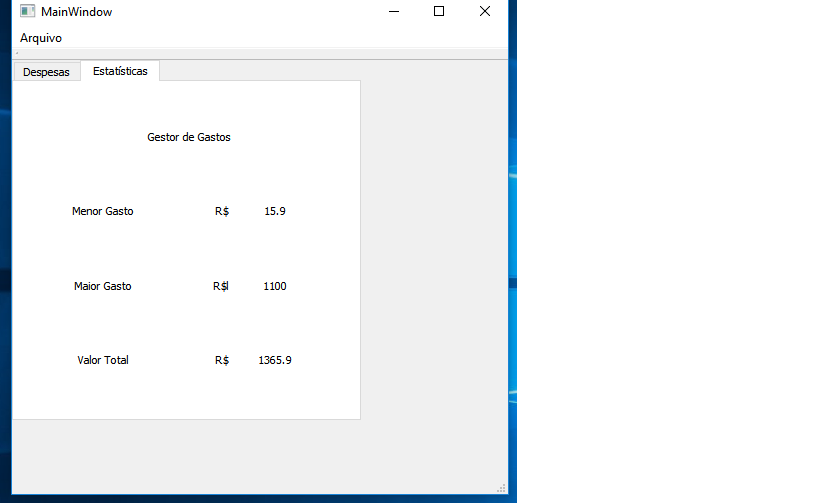 MainWindow
Arquivo
Despesas Estatísticas
Gestor de Gastos
Menor Gasto R$ 15.9
Maior Gasto R$l 1100
Valor Total R$ 1365.9